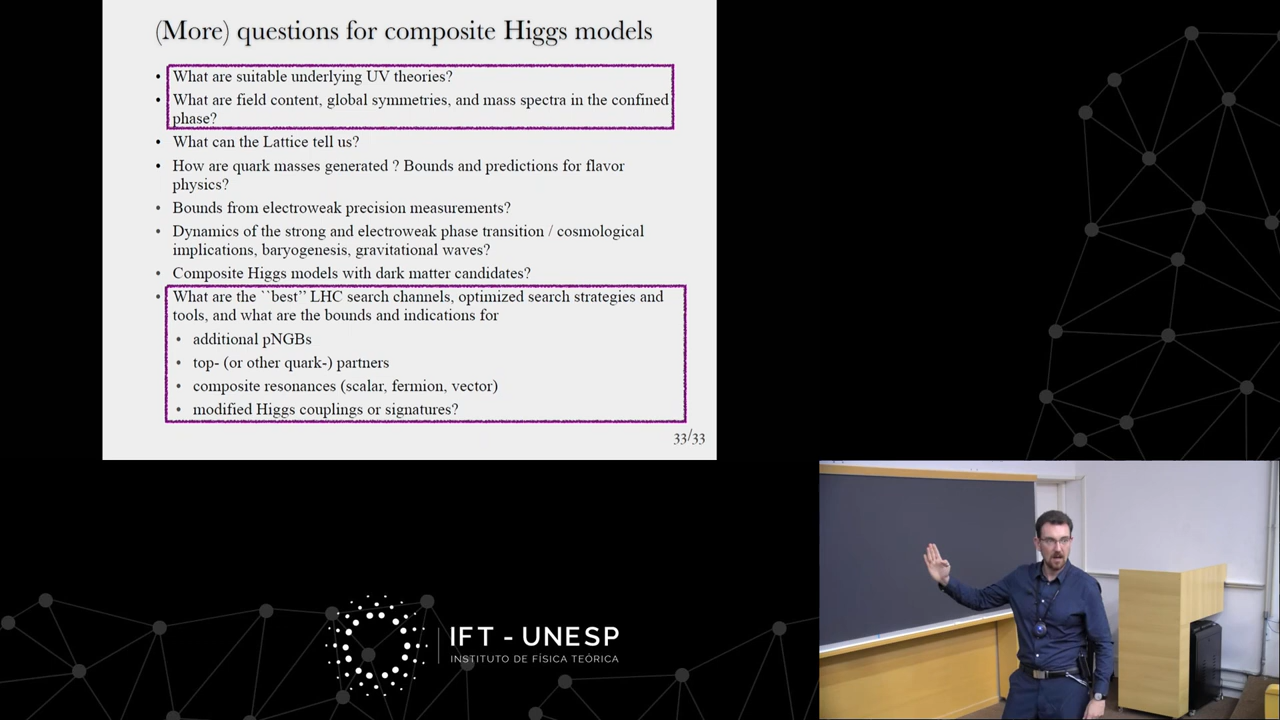 (More) questions for composite Higgs models
• What are suitable underlying UV theories?
• What are field content, global symmetries, and mass spectra in the confined
phase?
• What can the Lattice tell us?
• How are quark masses generated ? Bounds and predictions for flavor
physics?
• Bounds from electroweak precision measurements?
• Dynamics of the strong and electroweak phase transition / cosmological
implications, baryogenesis, gravitational waves?
• Composite Higgs models with dark matter candidates?
• What are the ``best’’ LHC search channels, optimized search strategies and
tools, and what are the bounds and indications for
• additional pNGBs
• top- (or other quark-) partners
• composite resonances (scalar, fermion, vector)
• modified Higgs couplings or signatures?
33/33
IFT - UNESP
INSTITUTO DE FÍSICA TEÓRICA